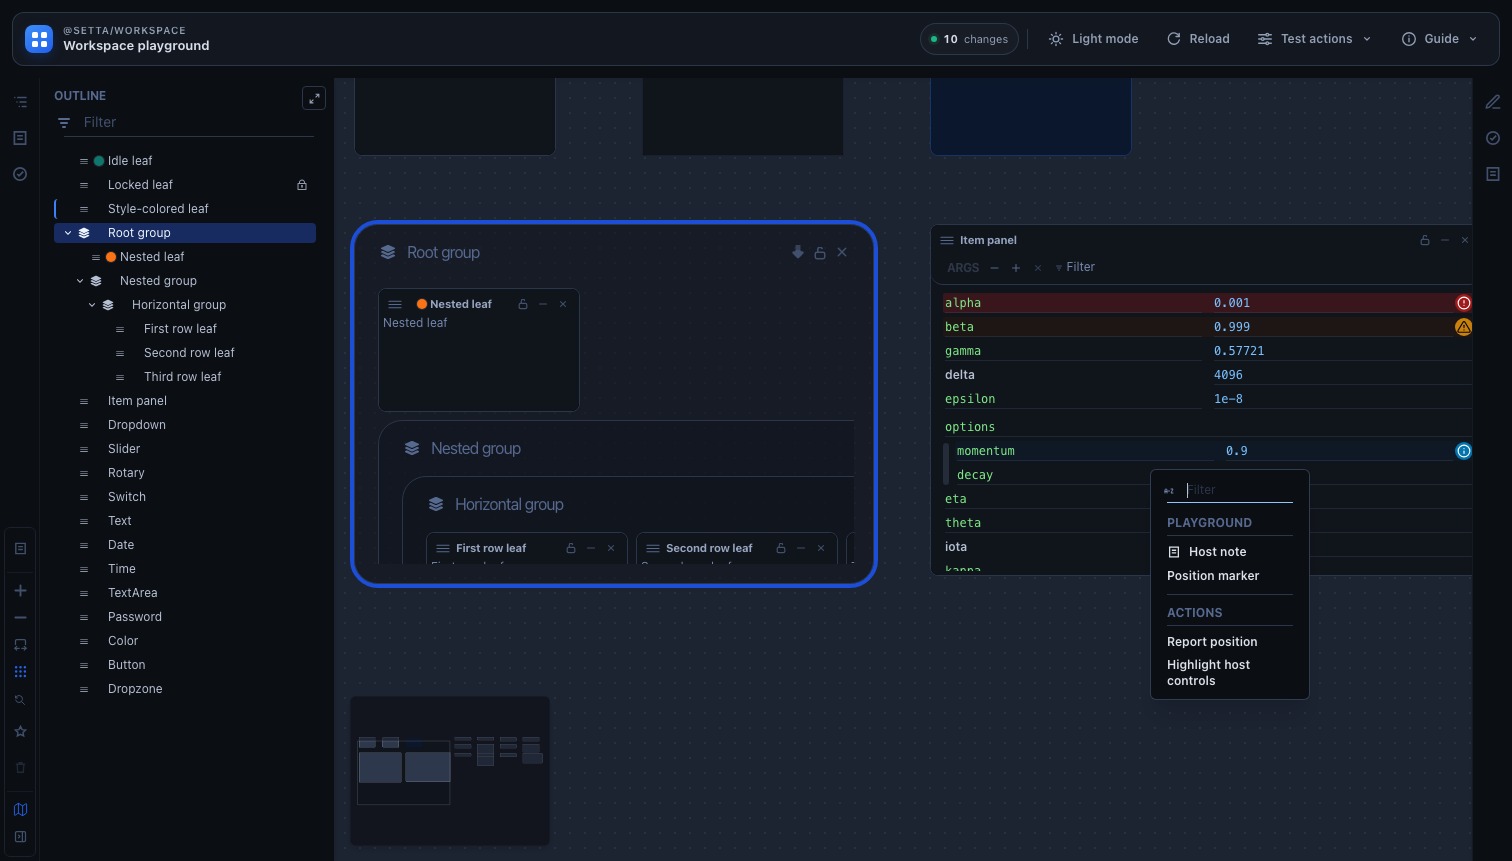 @SETTA/WORKSPACE
Workspace playground
10 changes
Light mode
Reload
Test actions
Guide
OUTLINE
Filter
Idle leaf
Locked leaf
Style-colored leaf
Root group
Nested leaf
Nested group
Horizontal group
First row leaf
Second row leaf
Third row leaf
Item panel
Dropdown
Slider
Rotary
Switch
Text
Date
Time
TextArea
Password
Color
Button
Dropzone
Root group
Nested leaf
Nested leaf
Nested group
Horizontal group
First row leaf
Second row leaf
Item panel
ARGS
Filter
alpha 0.001
beta 0.999
gamma 0.57721
delta 4096
epsilon 1e-8
options
momentum 0.9
decay
eta
theta
iota
kappa
Filter
PLAYGROUND
Host note
Position marker
ACTIONS
Report position
Highlight host
controls